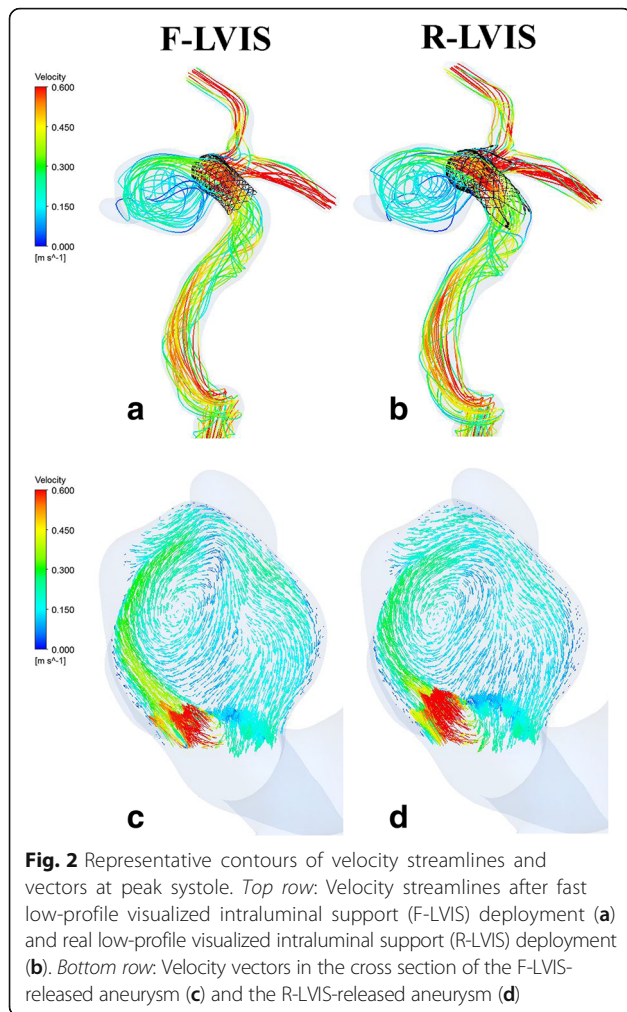 F-LVIS
R-LVIS
Velocity
0.600
0.450
0.300
0.150
0.000
[m s^-1]
a
b
Velocity
0.600
0.450
0.300
0.150
0.000
[m s^-1]
c
d
Fig. 2 Representative contours of velocity streamlines and
vectors at peak systole. Top row: Velocity streamlines after fast
low-profile visualized intraluminal support (F-LVIS) deployment (a)
and real low-profile visualized intraluminal support (R-LVIS) deployment
(b). Bottom row: Velocity vectors in the cross section of the F-LVIS-
released aneurysm (c) and the R-LVIS-released aneurysm (d)